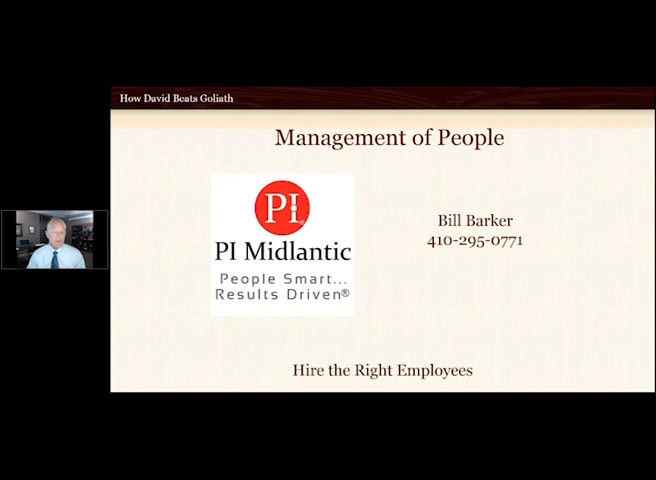 How David Beats Goliath
Management of People
PI®
PI Midlantic
People Smart...
Results Driven®
Bill Barker
410-295-0771
Hire the Right Employees